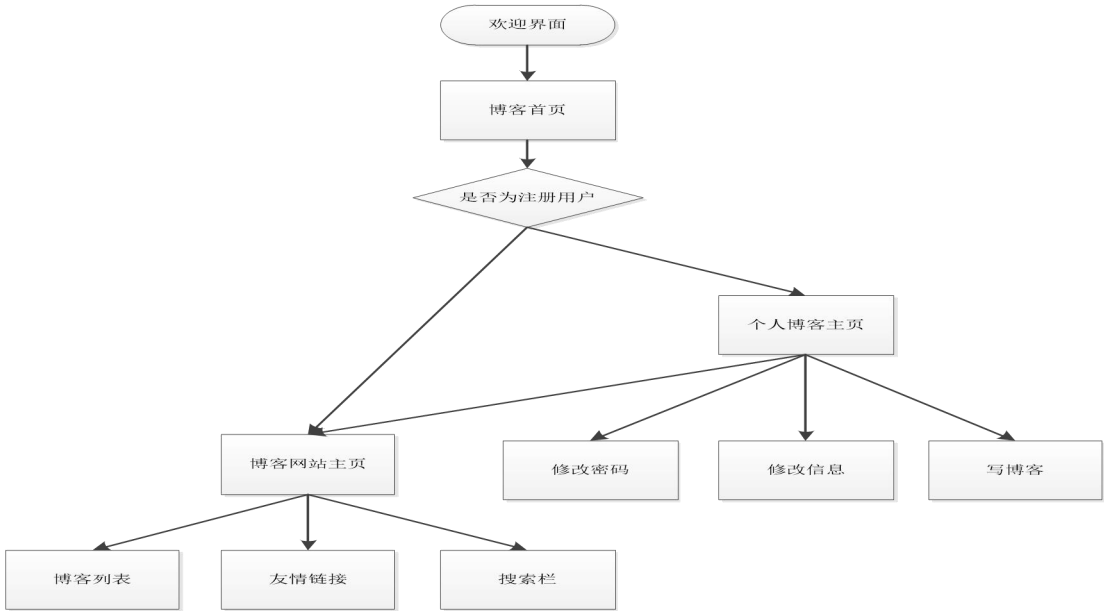 欢迎界面
博客首页
是否为注册用户
个人博客主页
博客网站主页
修改密码
修改信息
写博客
博客列表
友情链接
搜索栏